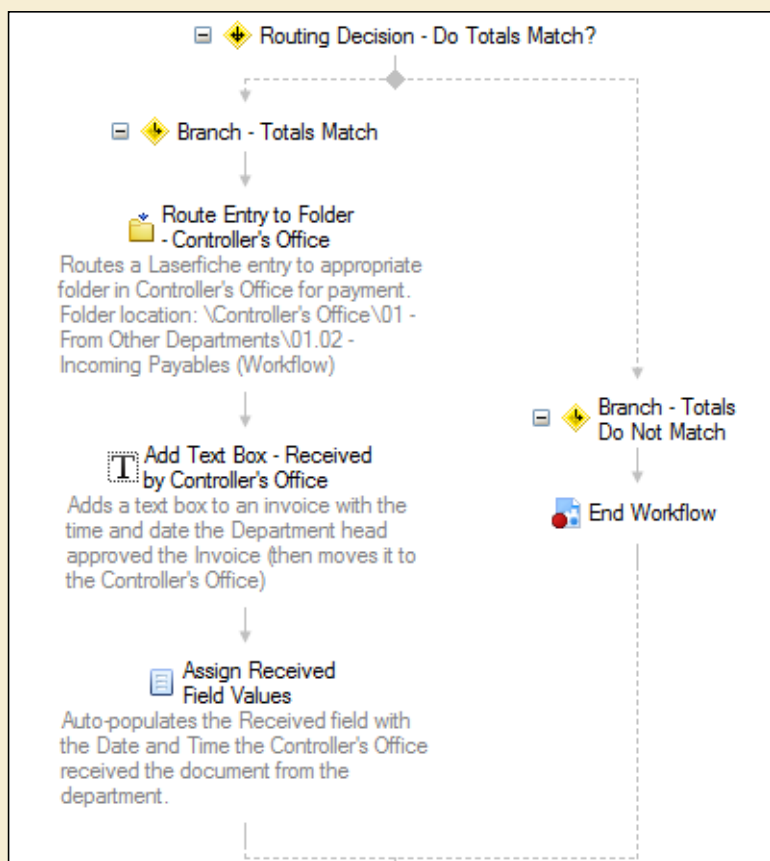 Routing Decision - Do Totals Match?
Branch - Totals Match
Route Entry to Folder
- Controller's Office
Routes a Laserfiche entry to appropriate
folder in Controller's Office for payment.
Folder location: \Controller's Office\01 -
From Other Departments\01.02 -
Incoming Payables (Workflow)
Add Text Box - Received
by Controller's Office
Adds a text box to an invoice with the
time and date the Department head
approved the Invoice (then moves it to
the Controller's Office)
Assign Received
Field Values
Auto-populates the Received field with
the Date and Time the Controller's Office
received the document from the
department.
Branch - Totals
Do Not Match
End Workflow